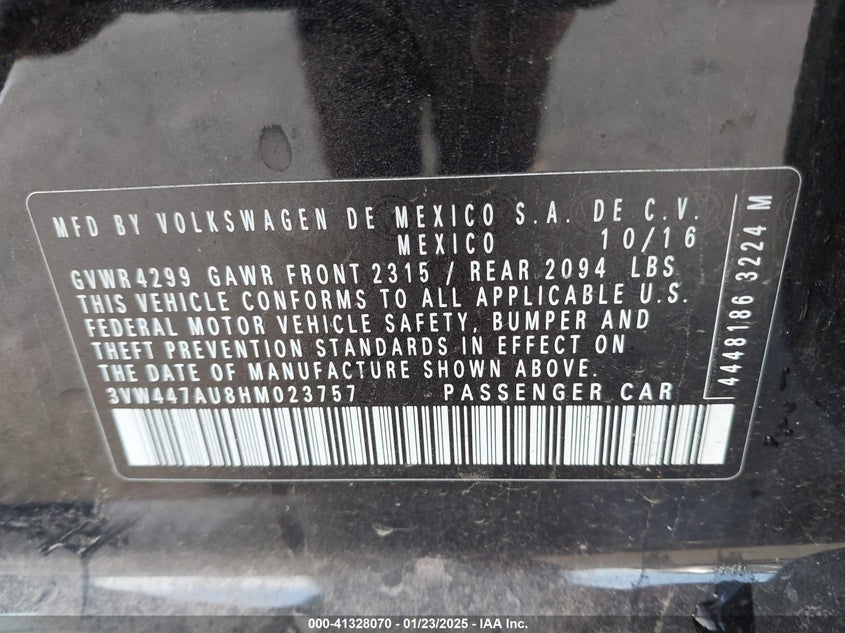 MFD BY VOLKSWAGEN DE MEXICO S.A. DE C.V.
MEXICO 10/16
GVWR 4299 GAWR FRONT 2315 / REAR 2094 LBS
THIS VEHICLE CONFORMS TO ALL APPLICABLE U.S.
FEDERAL MOTOR VEHICLE SAFETY, BUMPER AND
THEFT PREVENTION STANDARDS IN EFFECT ON
THE DATE OF MANUFACTURE SHOWN ABOVE.
3VW447AU8HM023757 PASSENGER CAR
4448186 3224 M
000-41328070 - 01/23/2025 - IAA Inc.